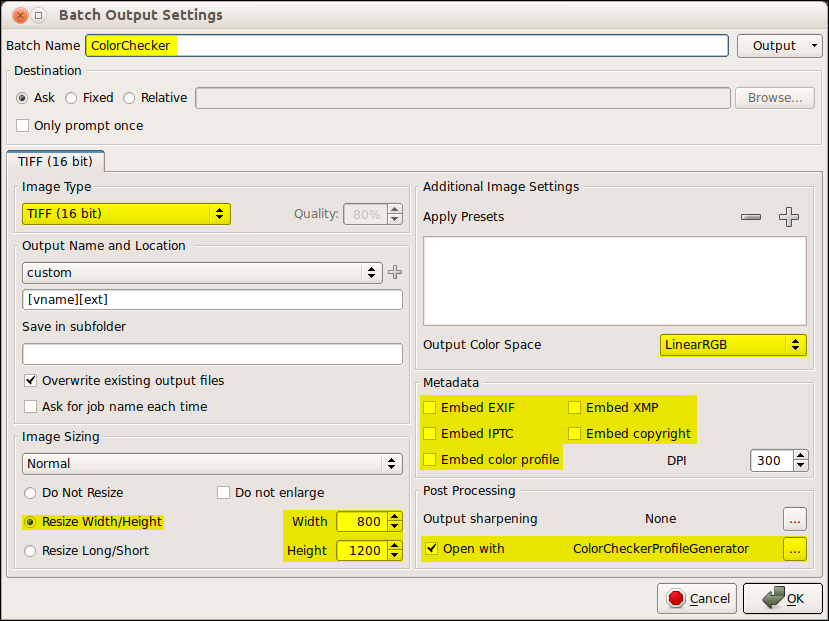 Batch Output Settings
Batch Name ColorChecker Output
Destination
Ask Fixed Relative Browse...
Only prompt once
TIFF (16 bit)
Image Type
TIFF (16 bit) Quality: 80%
Output Name and Location
custom
[vname][ext]
Save in subfolder
Overwrite existing output files
Ask for job name each time
Image Sizing
Normal
Do Not Resize Do not enlarge
Resize Width/Height Width 800
Resize Long/Short Height 1200
Additional Image Settings
Apply Presets
Output Color Space LinearRGB
Metadata
Embed EXIF Embed XMP
Embed IPTC Embed copyright
Embed color profile DPI 300
Post Processing
Output sharpening None ...
Open with ColorCheckerProfileGenerator ...
Cancel OK